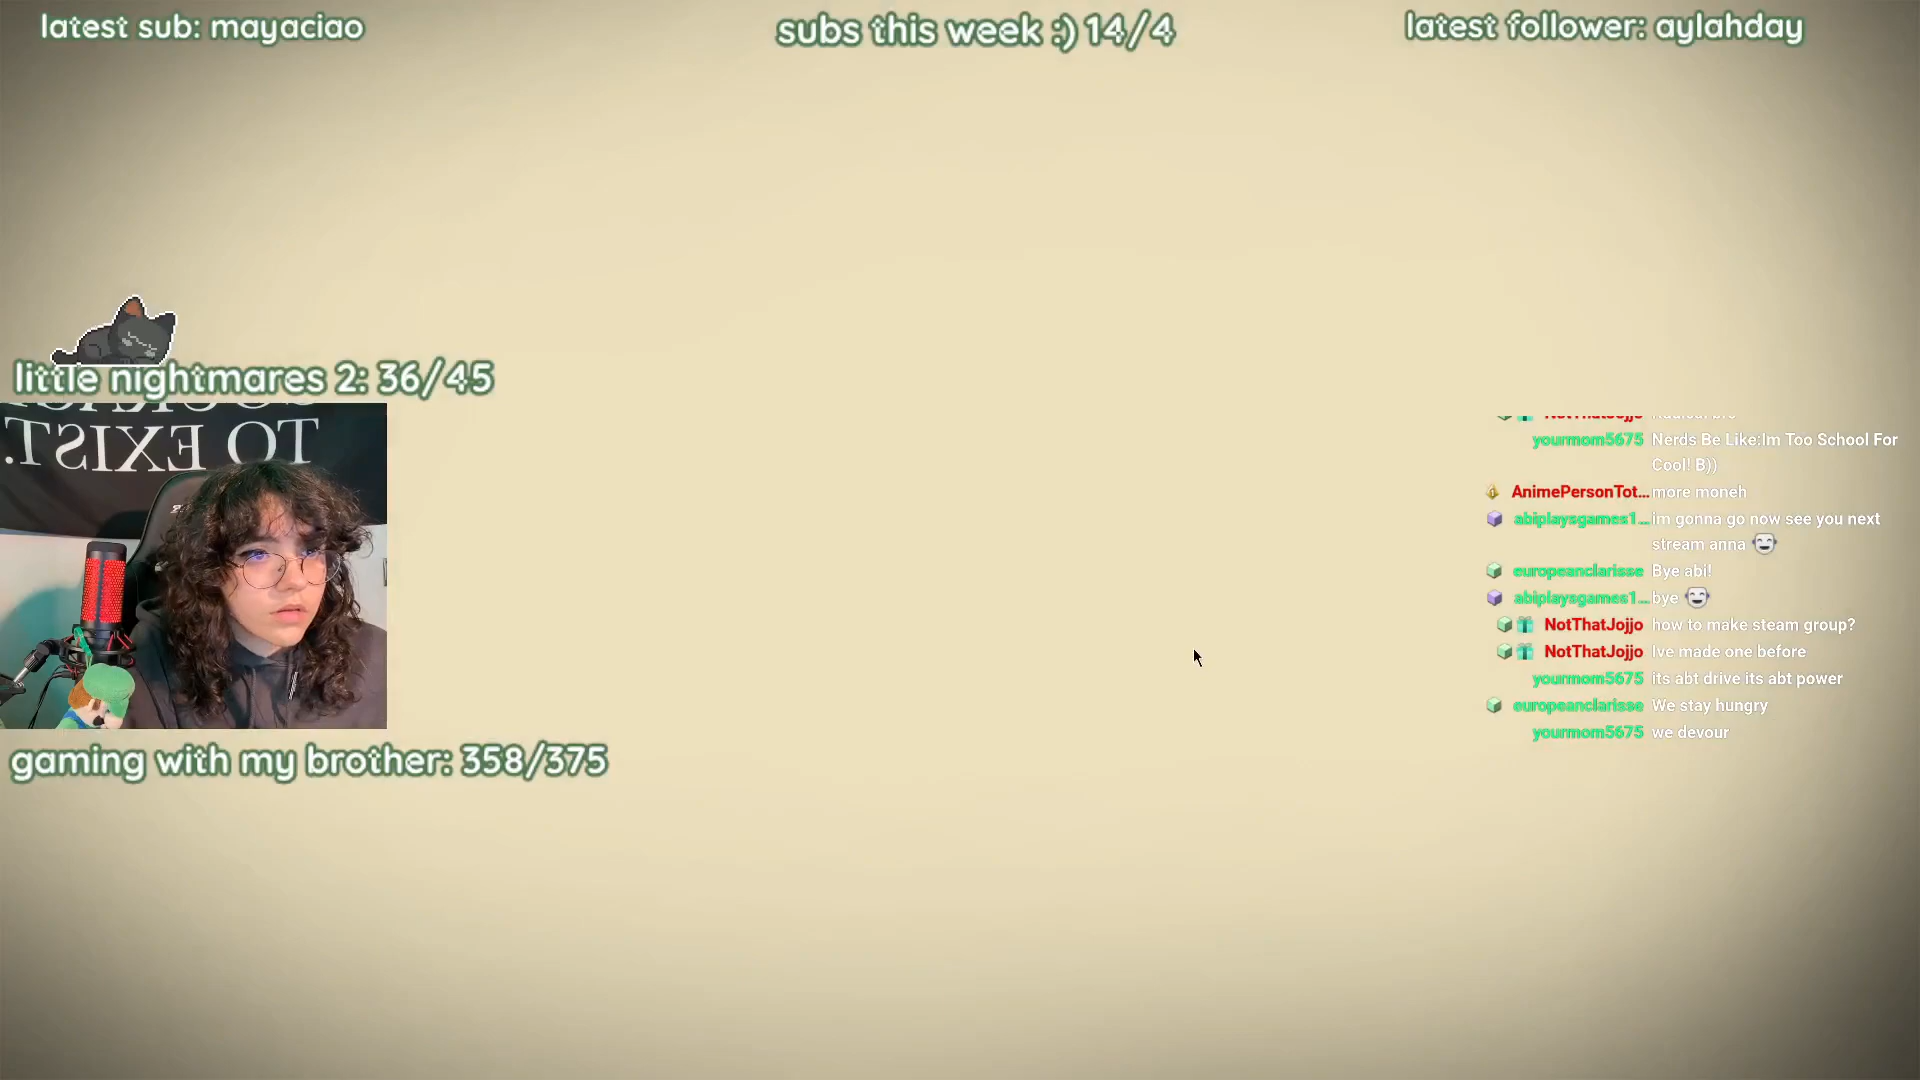 latest sub: mayaciao
subs this week :) 14/4
latest follower: aylahday
little nightmares 2: 36/45
TO EXIST.
gaming with my brother: 358/375
NotThatJojjo
yourmom5675 Nerds Be Like:Im Too School For
Cool! B))
AnimePersonTot... more moneh
abiplaysgames1... im gonna go now see you next
stream anna
europeanclarisse Bye abi!
abiplaysgames1... bye
NotThatJojjo how to make steam group?
NotThatJojjo Ive made one before
yourmom5675 its abt drive its abt power
europeanclarisse We stay hungry
yourmom5675 we devour